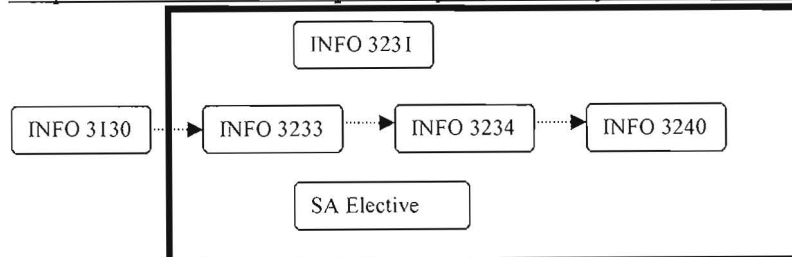 INFO 3231
INFO 3130
INFO 3233
INFO 3234
INFO 3240
SA Elective